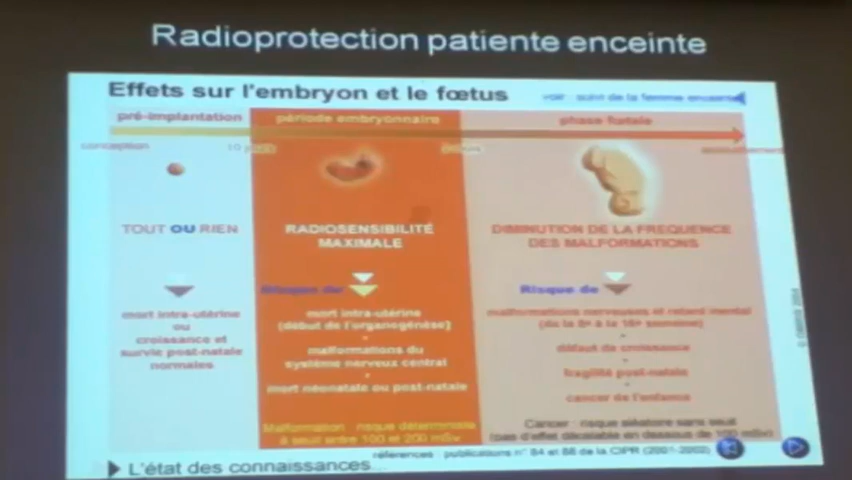 Radioprotection patiente enceinte
Effets sur l'embryon et le fœtus
voir : suivi de la femme enceinte
pré-implantation
période embryonnaire
phase fœtale
conception
10 jours
TOUT OU RIEN
RADIOSENSIBILITÉ
MAXIMALE
DIMINUTION DE LA FREQUENCE
DES MALFORMATIONS
Risques de
Risque de
mort intra-utérine
ou
croissance et
survie post-natale
normales
mort intra-utérine
(début de l'organogénèse)
malformations du
système nerveux central
mort néonatale ou post-natale
malformations nerveuses et retard mental
(de la 8e à la 16e semaine)
défaut de croissance
fragilité post-natale
cancer de l'enfance
Malformation : risque déterministe
à seuil entre 100 et 200 mSv
Cancer : risque aléatoire sans seuil
(pas d'effet décelable en dessous de 100 mSv)
références : publications n° 84 et 88 de la CIPR (2001-2002)
L'état des connaissances...